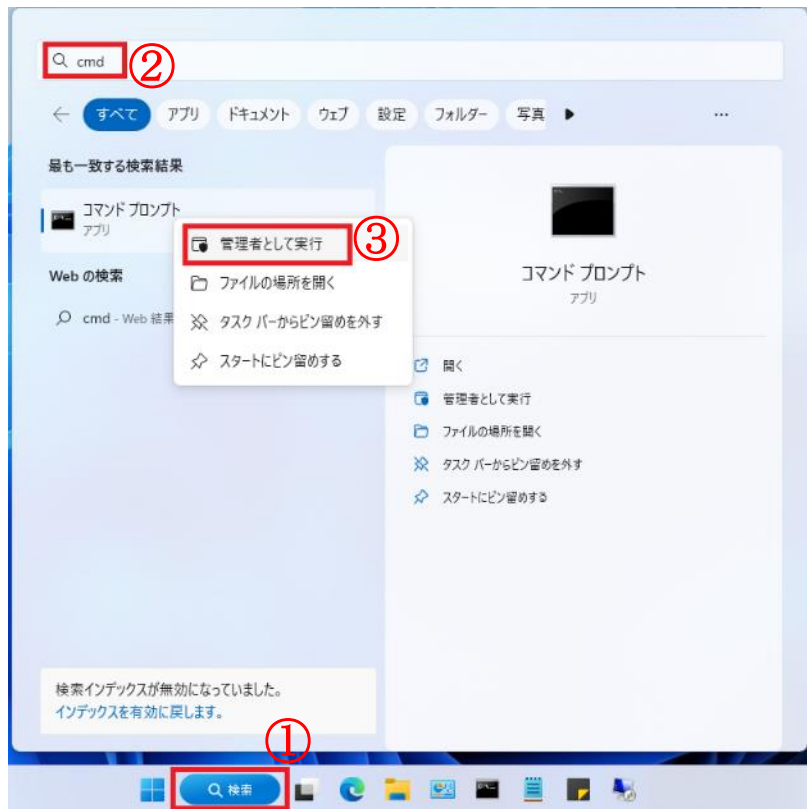 cmd
②
すべて アプリ ドキュメント ウェブ 設定 フォルダー 写真 ▶ …
最も一致する検索結果
コマンド プロンプト
アプリ
管理者として実行
③
ファイルの場所を開く
タスク バーからピン留めを外す
スタートにピン留めする
Web の検索
cmd - Web 結果
コマンド プロンプト
アプリ
開く
管理者として実行
ファイルの場所を開く
タスク バーからピン留めを外す
スタートにピン留めする
検索インデックスが無効になっていました。
インデックスを有効に戻します。
①
検索